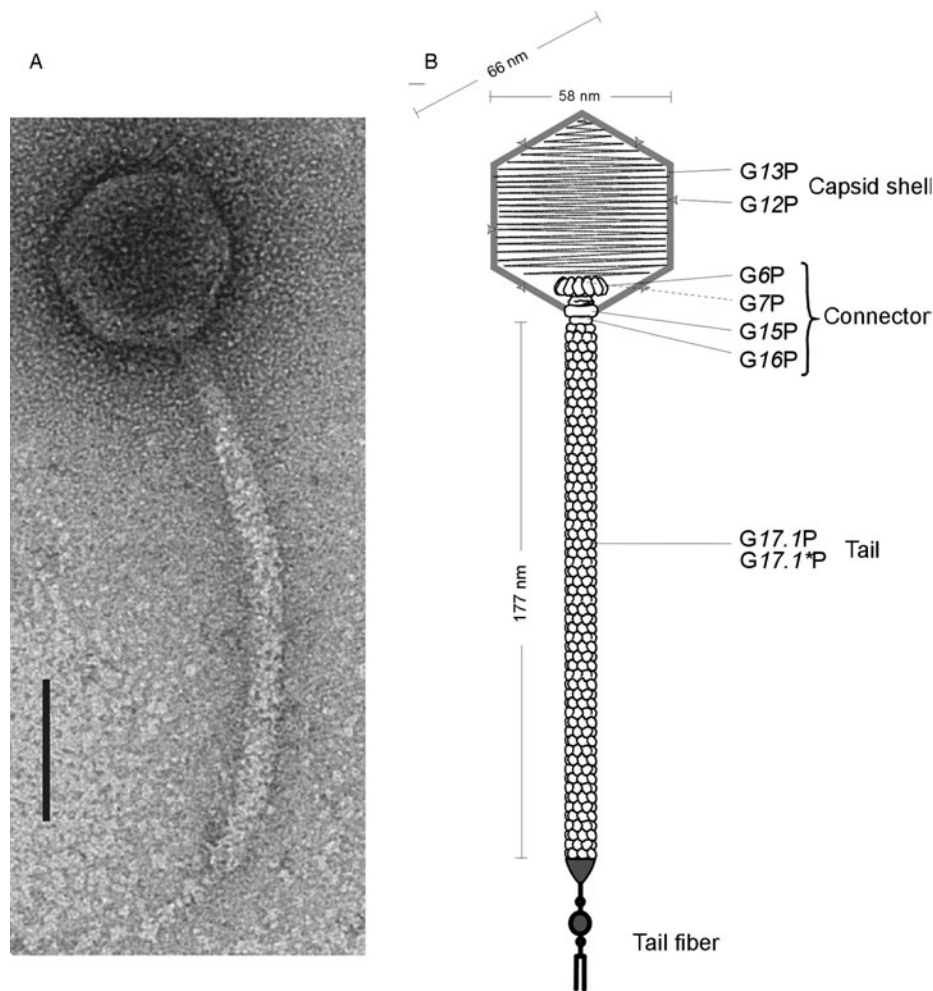 A
B
66 nm
58 nm
G13P
Capsid shell
G12P
G6P
G7P
Connector
G15P
G16P
177 nm
G17.1P
G17.1*P
Tail
Tail fiber